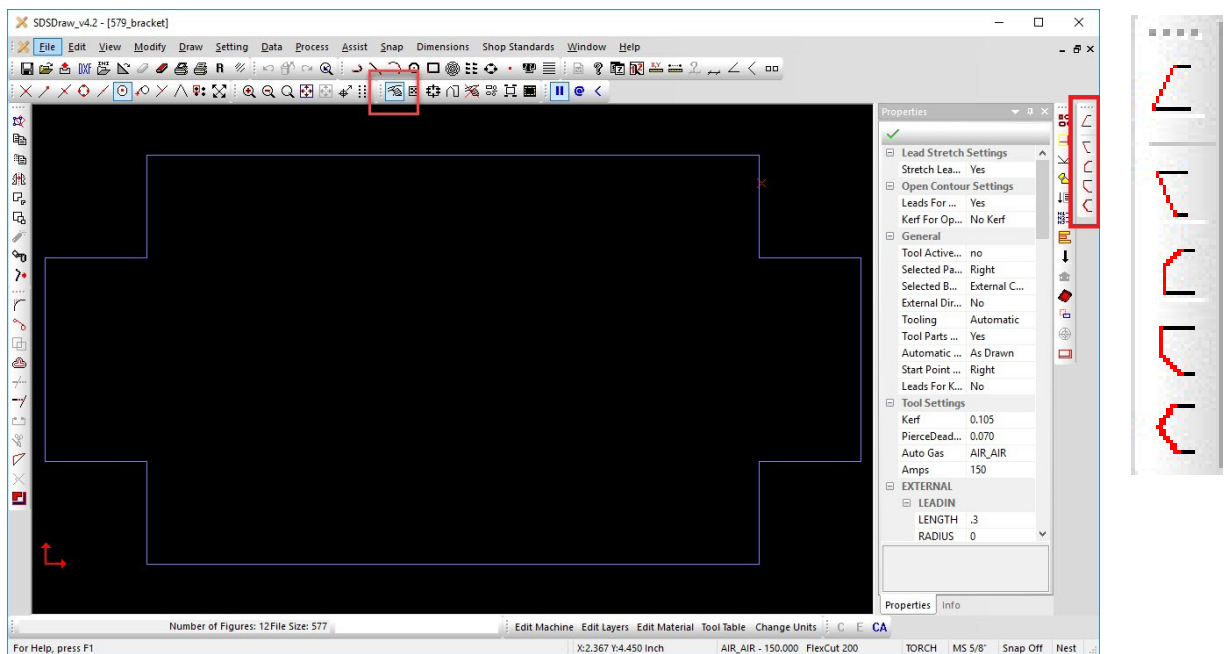 SDSDraw_v4.2 - [579_bracket]
File Edit View Modify Draw Setting Data Process Assist Snap Dimensions Shop Standards Window Help
DXF R
Properties
Lead Stretch Settings
Stretch Lea... Yes
Open Contour Settings
Leads For ... Yes
Kerf For Op... No Kerf
General
Tool Active... no
Selected Pa... Right
Selected B... External C...
External Dir... No
Tooling Automatic
Tool Parts ... Yes
Automatic ... As Drawn
Start Point ... Right
Leads For K... No
Tool Settings
Kerf 0.105
PierceDead... 0.070
Auto Gas AIR_AIR
Amps 150
EXTERNAL
LEADIN
LENGTH .3
RADIUS 0
Properties Info
Number of Figures: 12 File Size: 577 Edit Machine Edit Layers Edit Material Tool Table Change Units C E CA
For Help, press F1 X:2.367 Y:4.450 Inch AIR_AIR - 150.000 FlexCut 200 TORCH MS 5/8" Snap Off Nest